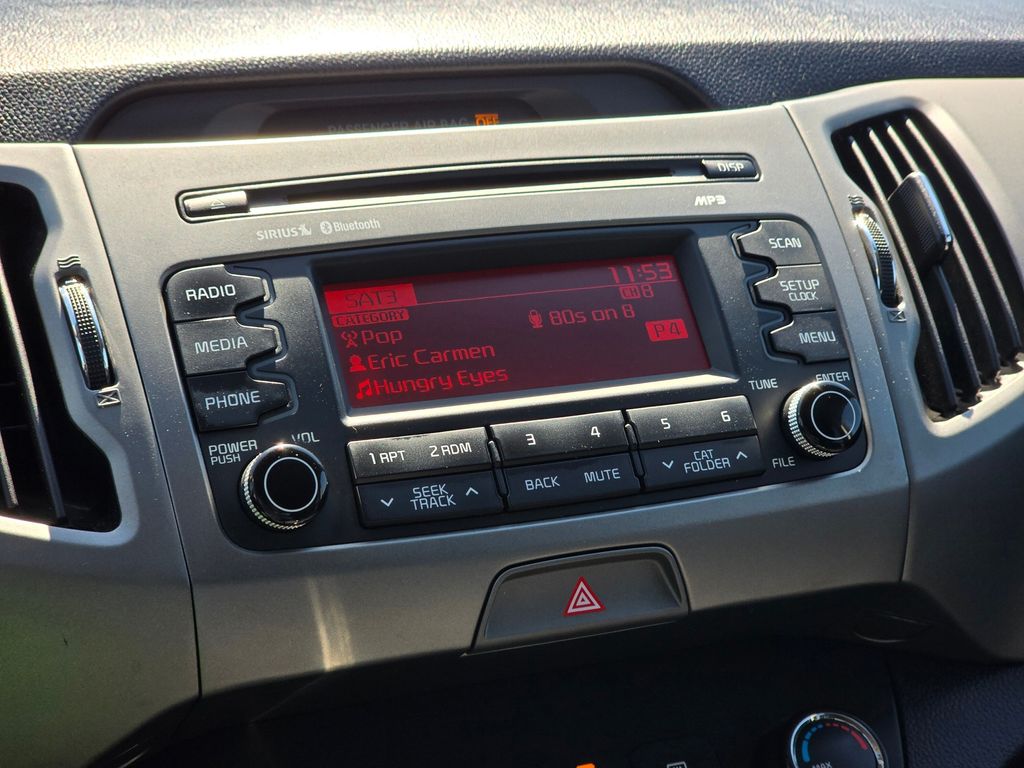 PASSENGER AIR BAG OFF
DISP
MP3
SIRIUS
Bluetooth
RADIO
MEDIA
PHONE
SAT3
11:53
CATEGORY
CH 8
Pop
80s on 8
P4
Eric Carmen
Hungry Eyes
SCAN
SETUP
CLOCK
MENU
POWER
PUSH
VOL
1 RPT
2 RDM
3
4
5
6
SEEK
TRACK
BACK
MUTE
CAT
FOLDER
TUNE
ENTER
FILE
MAX